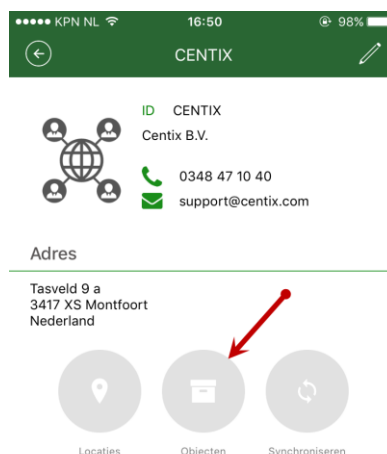 KPN NL 16:50 98%
CENTIX
ID CENTIX
Centix B.V.
0348 47 10 40
support@centix.com
Adres
Tasveld 9 a
3417 XS Montfoort
Nederland
Locaties Objecten Synchroniseren